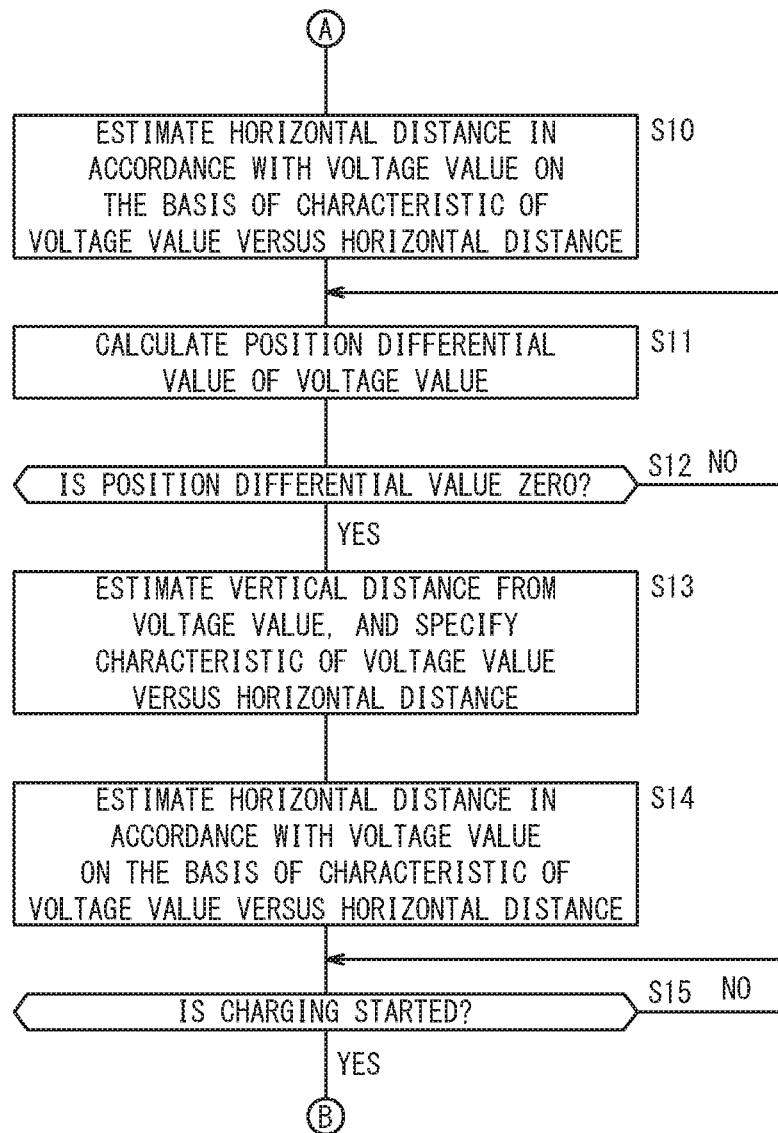 A
ESTIMATE HORIZONTAL DISTANCE IN
ACCORDANCE WITH VOLTAGE VALUE ON
THE BASIS OF CHARACTERISTIC OF
VOLTAGE VALUE VERSUS HORIZONTAL DISTANCE
S10
CALCULATE POSITION DIFFERENTIAL
VALUE OF VOLTAGE VALUE
S11
IS POSITION DIFFERENTIAL VALUE ZERO?
S12 NO
YES
ESTIMATE VERTICAL DISTANCE FROM
VOLTAGE VALUE, AND SPECIFY
CHARACTERISTIC OF VOLTAGE VALUE
VERSUS HORIZONTAL DISTANCE
S13
ESTIMATE HORIZONTAL DISTANCE IN
ACCORDANCE WITH VOLTAGE VALUE
ON THE BASIS OF CHARACTERISTIC OF
VOLTAGE VALUE VERSUS HORIZONTAL DISTANCE
S14
IS CHARGING STARTED?
S15 NO
YES
B